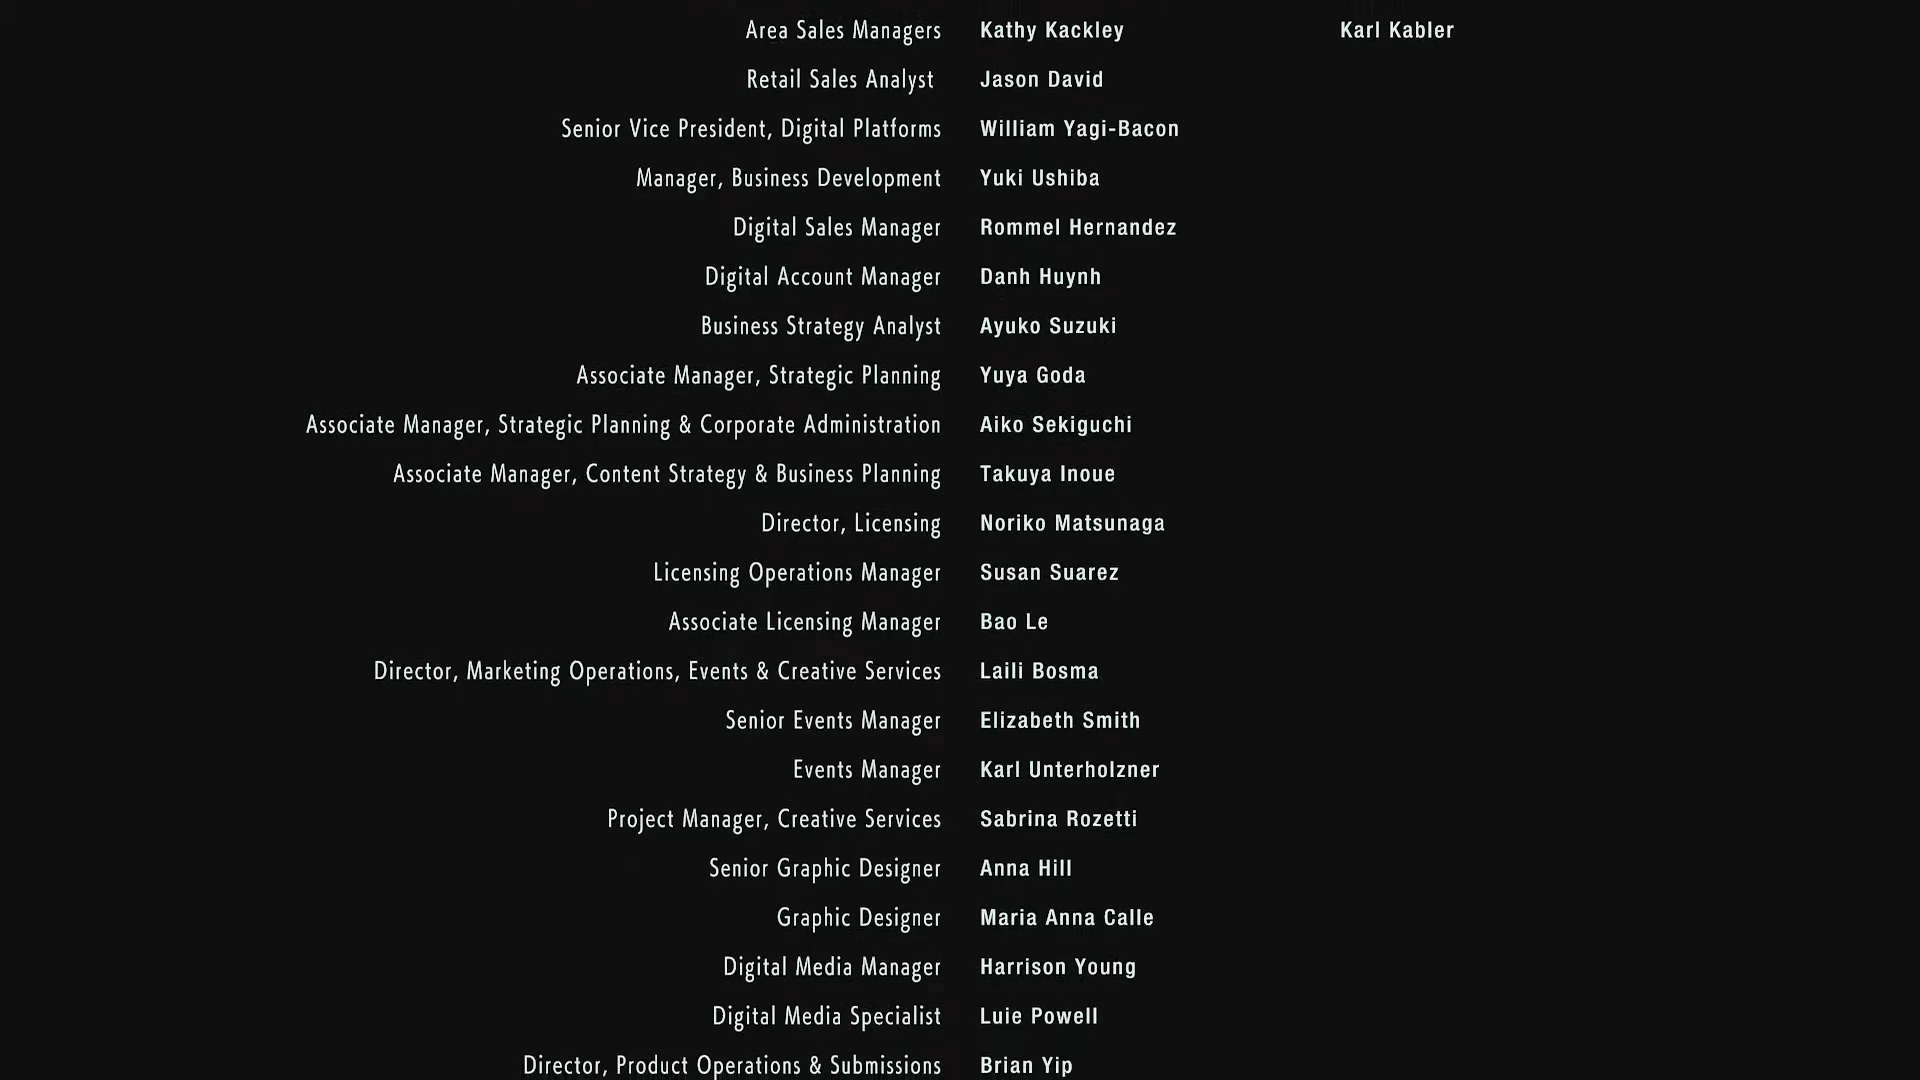 Area Sales Managers Kathy Kackley Karl Kabler
Retail Sales Analyst Jason David
Senior Vice President, Digital Platforms William Yagi-Bacon
Manager, Business Development Yuki Ushiba
Digital Sales Manager Rommel Hernandez
Digital Account Manager Danh Huynh
Business Strategy Analyst Ayuko Suzuki
Associate Manager, Strategic Planning Yuya Goda
Associate Manager, Strategic Planning & Corporate Administration Aiko Sekiguchi
Associate Manager, Content Strategy & Business Planning Takuya Inoue
Director, Licensing Noriko Matsunaga
Licensing Operations Manager Susan Suarez
Associate Licensing Manager Bao Le
Director, Marketing Operations, Events & Creative Services Laili Bosma
Senior Events Manager Elizabeth Smith
Events Manager Karl Unterholzner
Project Manager, Creative Services Sabrina Rozetti
Senior Graphic Designer Anna Hill
Graphic Designer Maria Anna Calle
Digital Media Manager Harrison Young
Digital Media Specialist Luie Powell
Director, Product Operations & Submissions Brian Yip